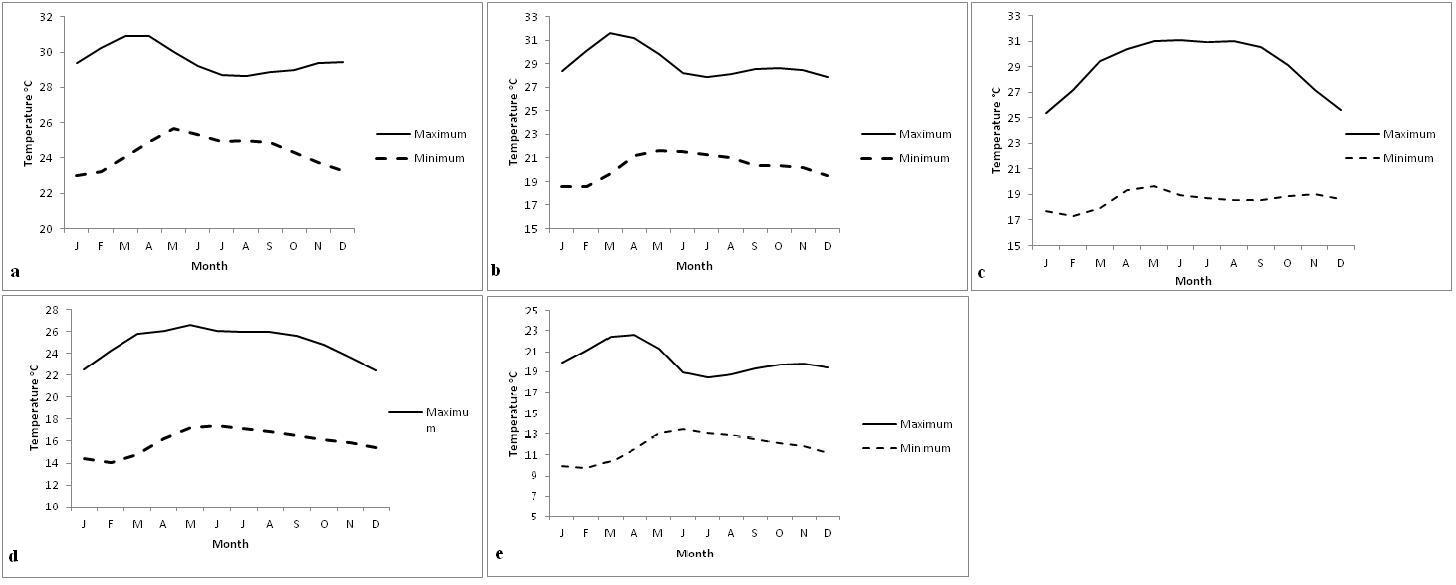 32
30
28
26
24
22
20
Temperature °C
J F M A M J J A S O N D
Month
Maximum
Minimum
a
33
31
29
27
25
23
21
19
17
15
Temperature °C
J F M A M J J A S O N D
Month
Maximum
Minimum
b
33
31
29
27
25
23
21
19
17
15
Temperature °C
J F M A M J J A S O N D
Month
Maximum
Minimum
c
28
26
24
22
20
18
16
14
12
10
Temperature °C
J F M A M J J A S O N D
Month
Maximu
m
d
25
23
21
19
17
15
13
11
9
7
5
Temperature °C
J F M A M J J A S O N D
Month
Maximum
Minimum
e